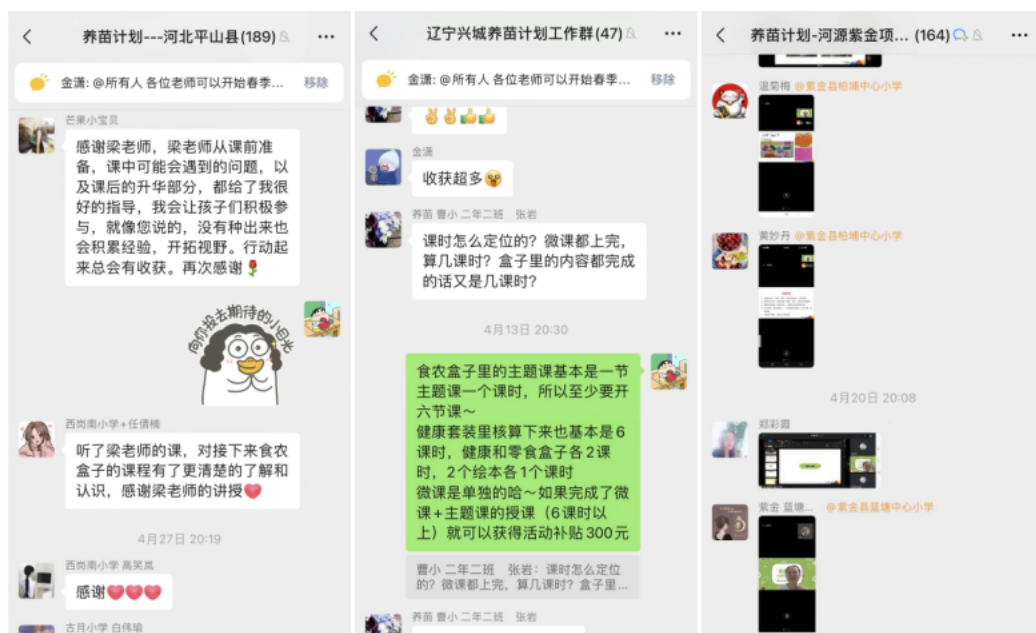 养苗计划---河北平山县(189)
金潇: @所有人 各位老师可以开始春季...
移除
芒果小宝贝
感谢梁老师，梁老师从课前准
备，课中可能会遇到的问题，以
及课后的升华部分，都给了我很
好的指导，我会让孩子们积极参
与，就像您说的，没有种出来也
会积累经验，开拓视野。行动起
来总会有收获。再次感谢🌹
向你投去期待的小目光
西岗南小学+任倩楠
听了梁老师的课，对接下来食农
盒子的课程有了更清楚的了解和
认识，感谢梁老师的讲授❤️
4月27日 20:19
西岗南小学 高笑岚
感谢❤️❤️❤️
古月小学 白伟瑜
辽宁兴城养苗计划工作群(47)
金潇: @所有人 各位老师可以开始春季...
移除
金潇
收获超多
养苗 曹小 二年二班 张岩
课时怎么定位的？微课都上完，
算几课时？盒子里的内容都完成
的话又是几课时？
4月13日 20:30
食农盒子里的主题课基本是一节
主题课一个课时，所以至少要开
六节课～
健康套装里核算下来也基本是6
课时，健康和零食盒子各2课
时，2个绘本各1个课时
微课是单独的哈～如果完成了微
课+主题课的授课（6课时以
上）就可以获得活动补贴300元
曹小 二年二班 张岩：课时怎么定位
的？微课都上完，算几课时？盒子里...
养苗 曹小 二年二班 张岩
养苗计划-河源紫金项... (164)
温菊梅 @紫金县柏埔中心小学
黄妙丹 @紫金县柏埔中心小学
4月20日 20:08
郑彩霞
紫金 蓝塘... @紫金县蓝塘中心小学